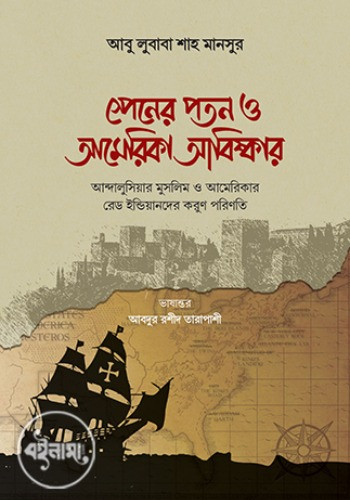 আবু লুবাবা শাহ মানসুর
স্পেনের পতন ও
আমেরিকা আবিষ্কার
আন্দালুসিয়ার মুসলিম ও আমেরিকার
রেড ইন্ডিয়ানদের করুণ পরিণতি
ভাষান্তর
আবদুর রশীদ তারাপাশী
বইনামা